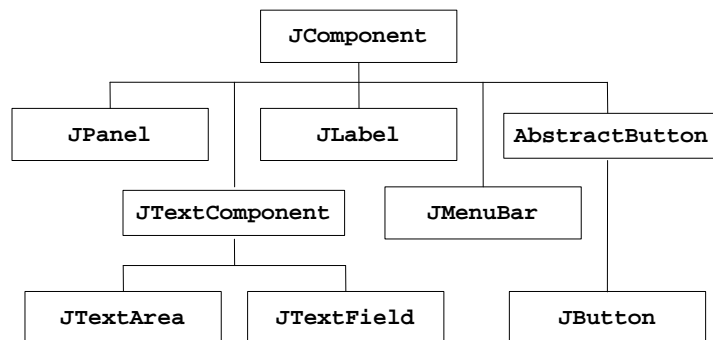 JComponent
JPanel
JLabel
AbstractButton
JTextComponent
JMenuBar
JTextArea
JTextField
JButton